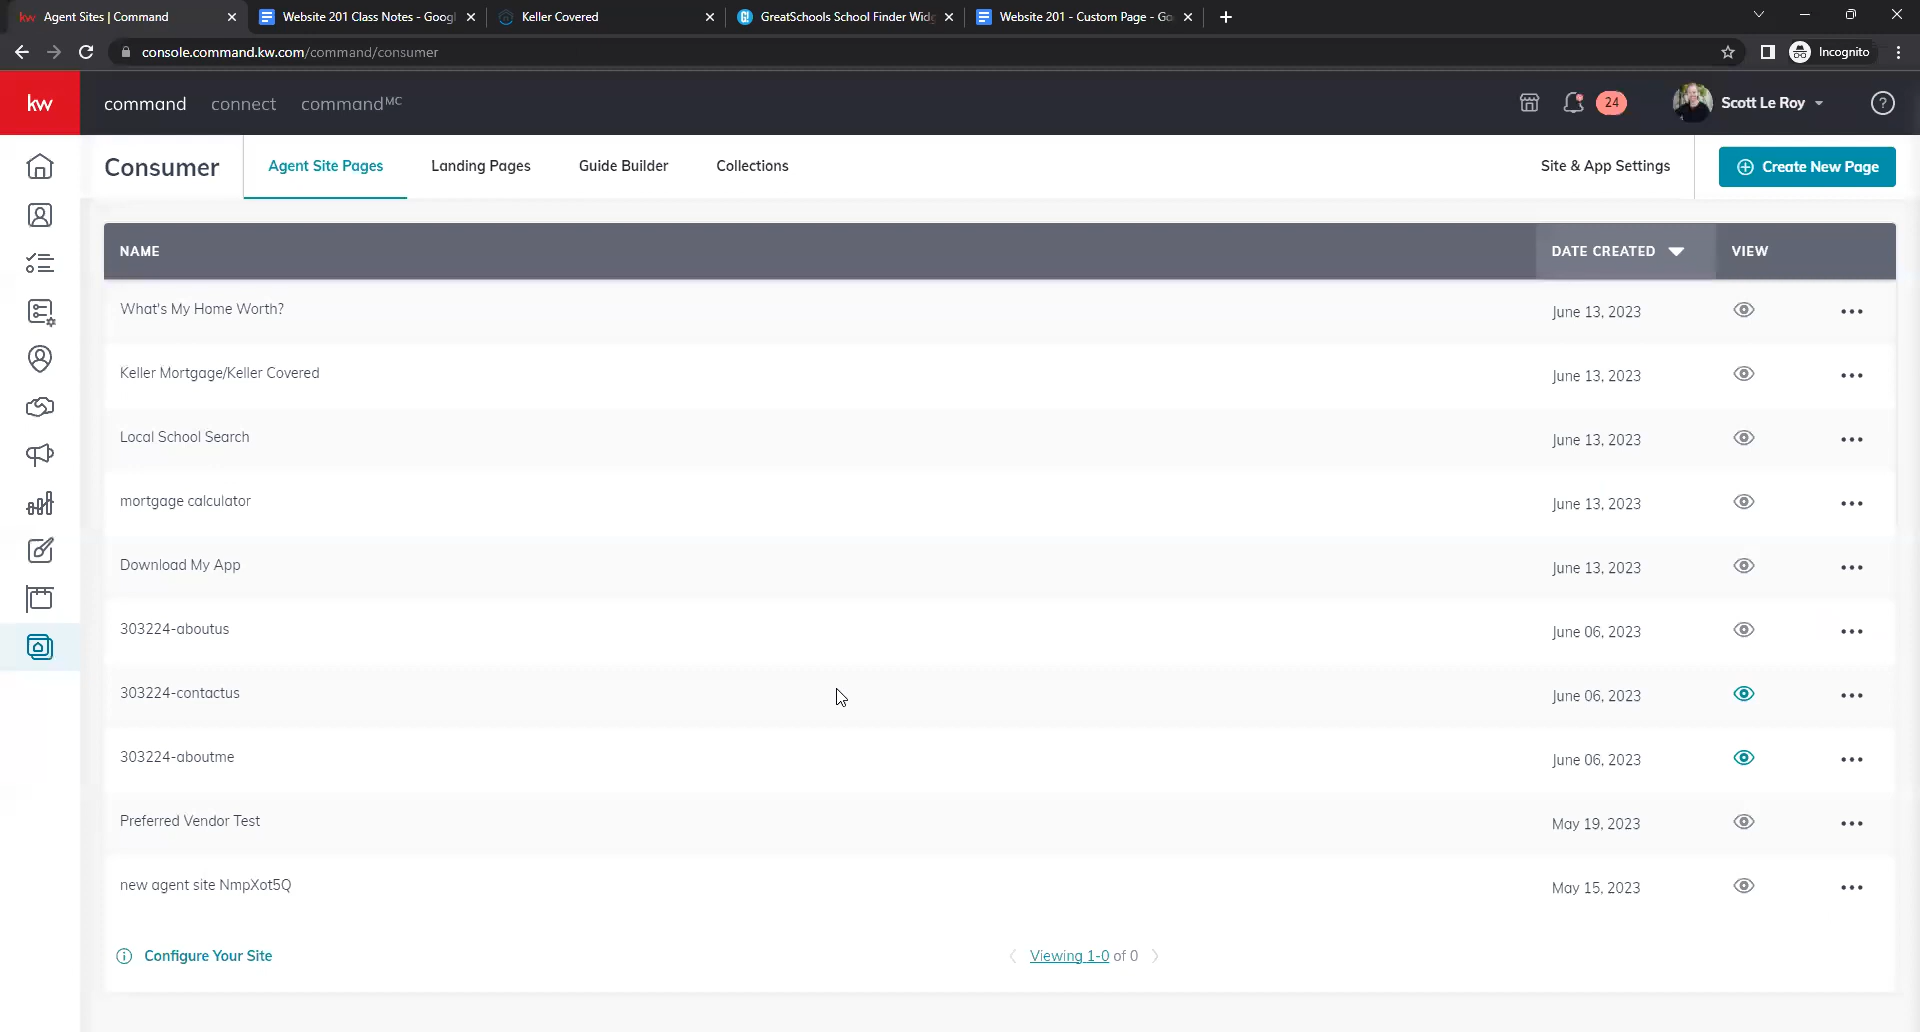 Agent Sites | Command
Website 201 Class Notes - Googl
Keller Covered
GreatSchools School Finder Widg
Website 201 - Custom Page - Go
console.command.kw.com/command/consumer
Incognito
kw
command
connect
commandMC
24
Scott Le Roy
Consumer
Agent Site Pages
Landing Pages
Guide Builder
Collections
Site & App Settings
Create New Page
NAME
DATE CREATED
VIEW
What's My Home Worth?
June 13, 2023
Keller Mortgage/Keller Covered
June 13, 2023
Local School Search
June 13, 2023
mortgage calculator
June 13, 2023
Download My App
June 13, 2023
303224-aboutus
June 06, 2023
303224-contactus
June 06, 2023
303224-aboutme
June 06, 2023
Preferred Vendor Test
May 19, 2023
new agent site NmpXot5Q
May 15, 2023
Configure Your Site
Viewing 1-0 of 0